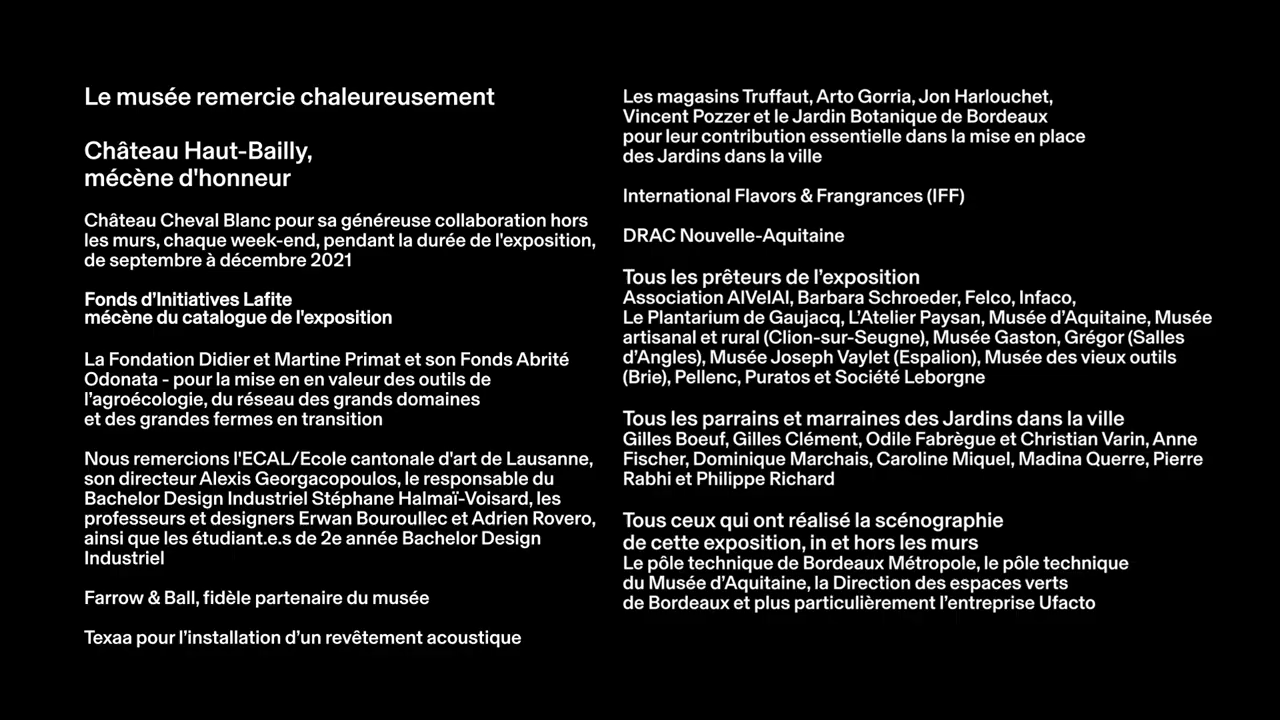 Le musée remercie chaleureusement
Château Haut-Bailly,
mécène d'honneur
Château Cheval Blanc pour sa généreuse collaboration hors
les murs, chaque week-end, pendant la durée de l'exposition,
de septembre à décembre 2021
Fonds d'Initiatives Lafite
mécène du catalogue de l'exposition
La Fondation Didier et Martine Primat et son Fonds Abrité
Odonata - pour la mise en en valeur des outils de
l'agroécologie, du réseau des grands domaines
et des grandes fermes en transition
Nous remercions l'ECAL/Ecole cantonale d'art de Lausanne,
son directeur Alexis Georgacopoulos, le responsable du
Bachelor Design Industriel Stéphane Halmaï-Voisard, les
professeurs et designers Erwan Bouroullec et Adrien Rovero,
ainsi que les étudiant.e.s de 2e année Bachelor Design
Industriel
Farrow & Ball, fidèle partenaire du musée
Texaa pour l'installation d'un revêtement acoustique
Les magasins Truffaut, Arto Gorria, Jon Harlouchet,
Vincent Pozzer et le Jardin Botanique de Bordeaux
pour leur contribution essentielle dans la mise en place
des Jardins dans la ville
International Flavors & Frangrances (IFF)
DRAC Nouvelle-Aquitaine
Tous les prêteurs de l'exposition
Association AlVelAl, Barbara Schroeder, Felco, Infaco,
Le Plantarium de Gaujacq, L'Atelier Paysan, Musée d'Aquitaine, Musée
artisanal et rural (Clion-sur-Seugne), Musée Gaston, Grégor (Salles
d'Angles), Musée Joseph Vaylet (Espalion), Musée des vieux outils
(Brie), Pellenc, Puratos et Société Leborgne
Tous les parrains et marraines des Jardins dans la ville
Gilles Boeuf, Gilles Clément, Odile Fabrègue et Christian Varin, Anne
Fischer, Dominique Marchais, Caroline Miquel, Madina Querre, Pierre
Rabhi et Philippe Richard
Tous ceux qui ont réalisé la scénographie
de cette exposition, in et hors les murs
Le pôle technique de Bordeaux Métropole, le pôle technique
du Musée d'Aquitaine, la Direction des espaces verts
de Bordeaux et plus particulièrement l'entreprise Ufacto